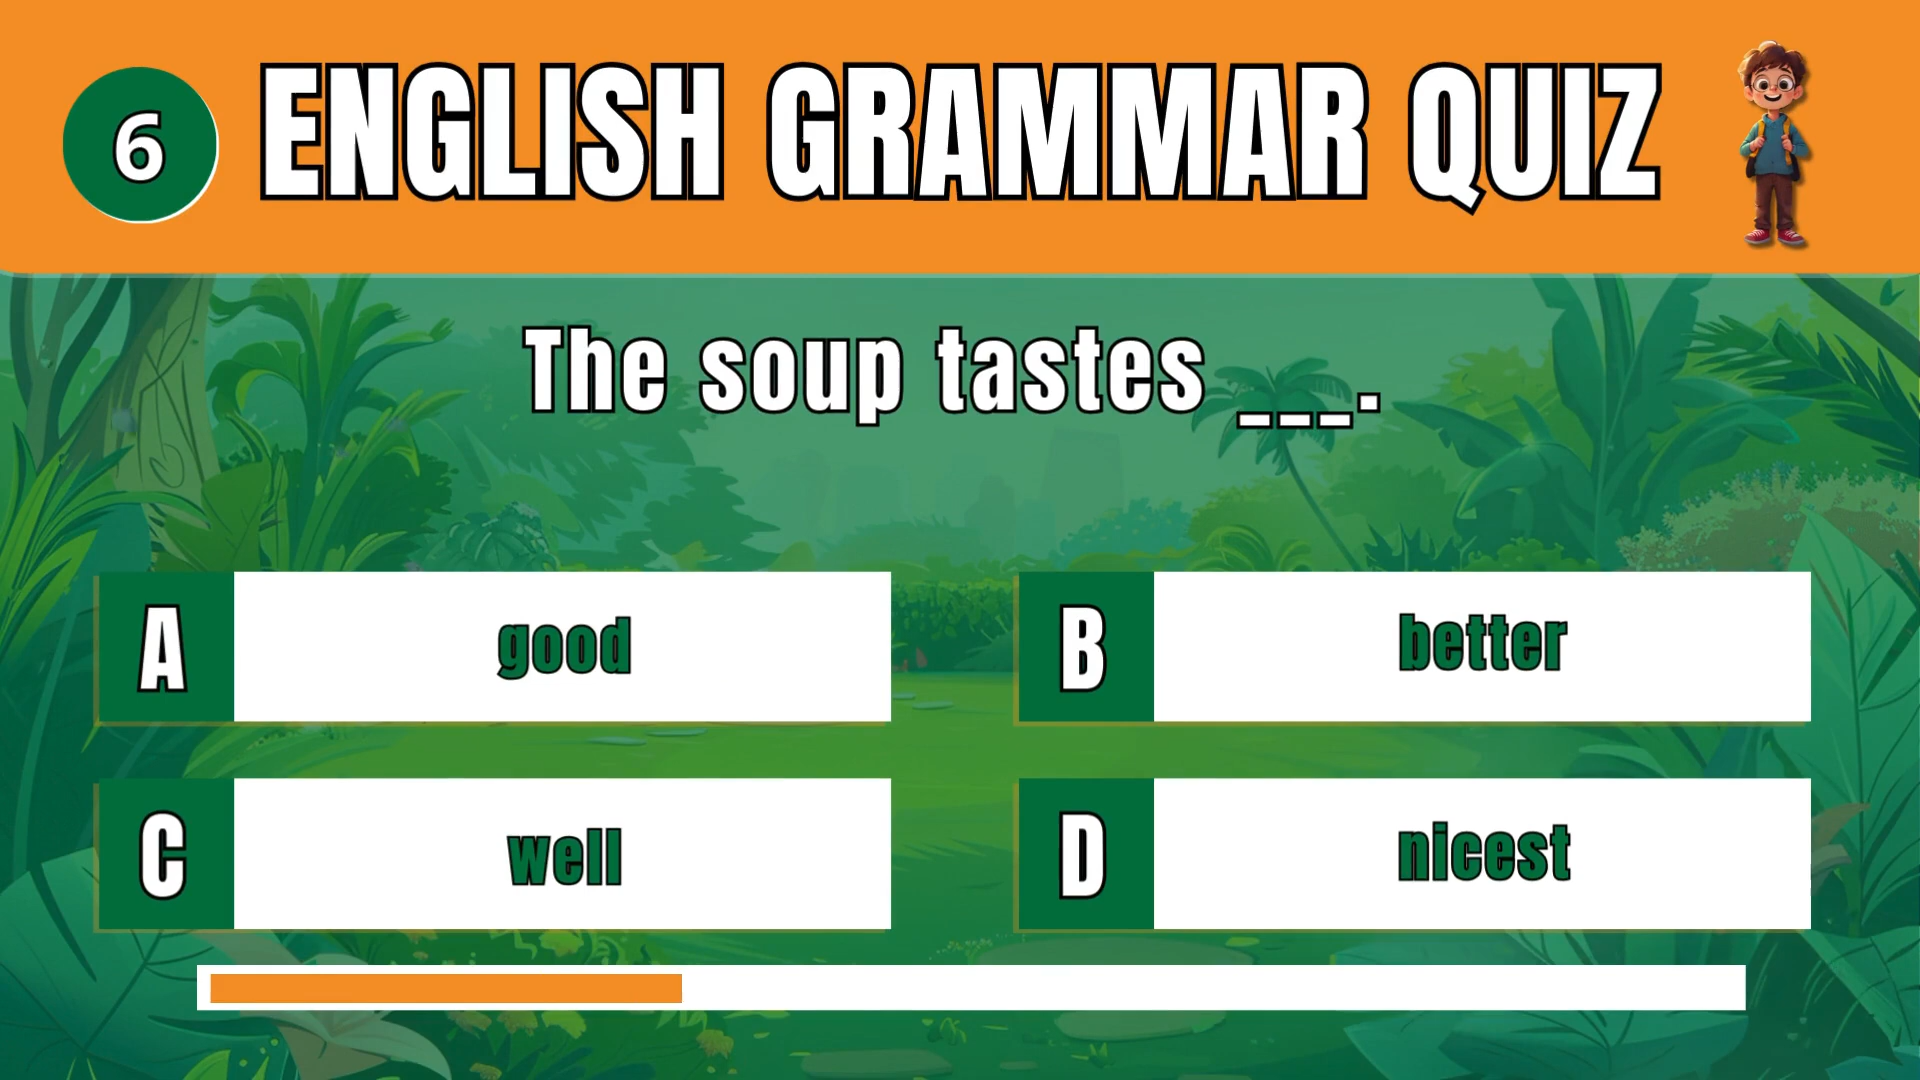 6
ENGLISH GRAMMAR QUIZ
The soup tastes ___.
A
good
B
better
C
well
D
nicest